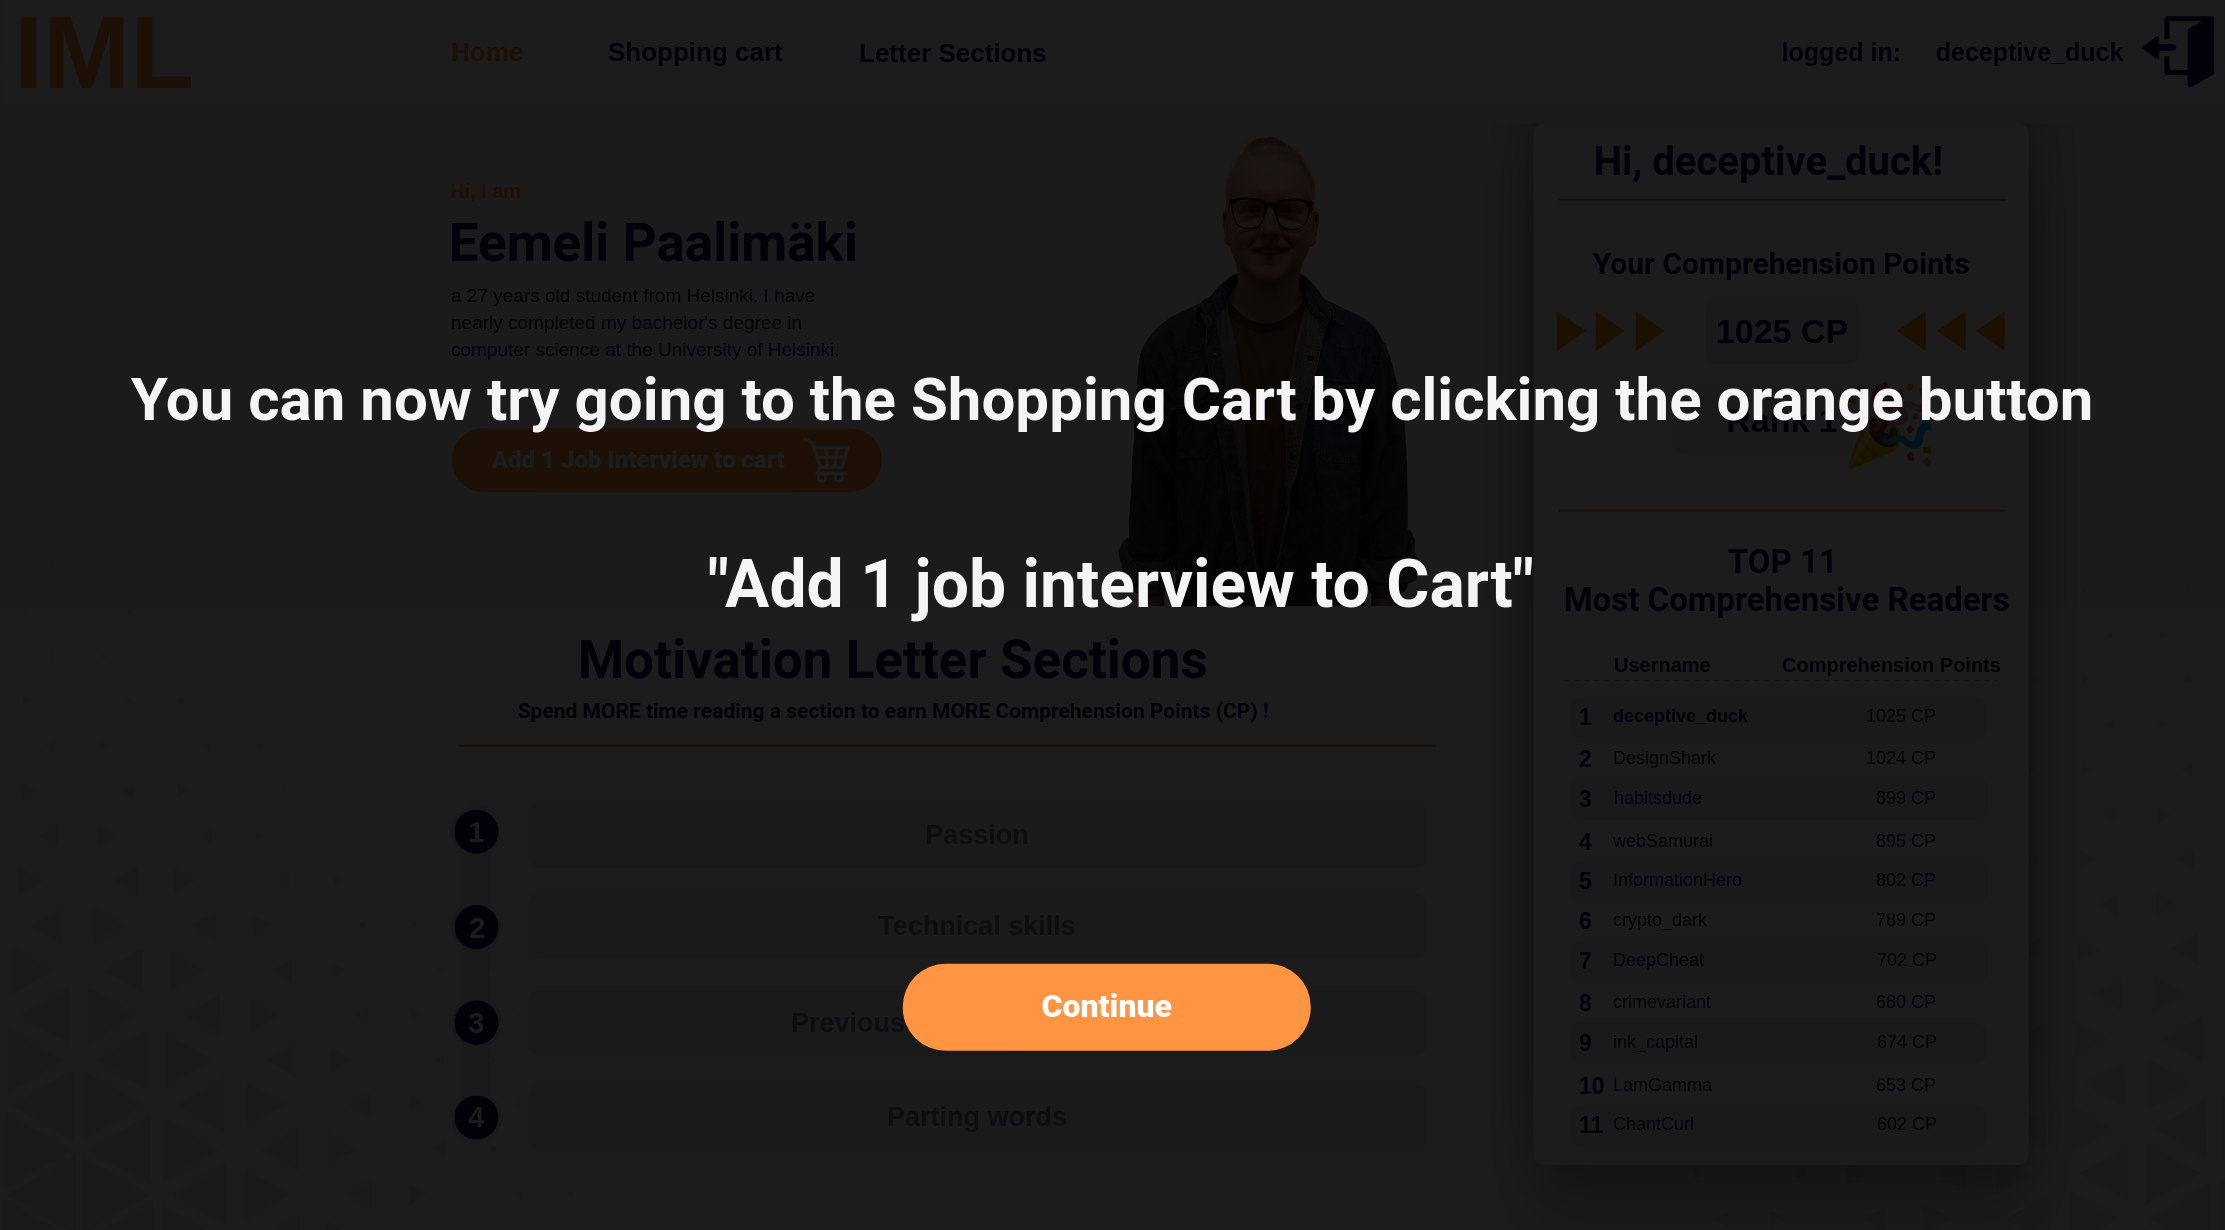 IML
Home
Shopping cart
Letter Sections
logged in:
deceptive_duck
Hi, I am
Eemeli Paalimäki
a 27 years old student from Helsinki. I have
nearly completed my bachelor's degree in
computer science at the University of Helsinki.
Add 1 Job Interview to cart
You can now try going to the Shopping Cart by clicking the orange button
"Add 1 job interview to Cart"
Motivation Letter Sections
Spend MORE time reading a section to earn MORE Comprehension Points (CP) !
1 Passion
2 Technical skills
3 Previous
4 Parting words
Continue
Hi, deceptive_duck!
Your Comprehension Points
1025 CP
Rank 1
TOP 11
Most Comprehensive Readers
Username Comprehension Points
1 deceptive_duck 1025 CP
2 DesignShark 1024 CP
3 habitsdude 899 CP
4 webSamurai 895 CP
5 InformationHero 802 CP
6 crypto_dark 789 CP
7 DeepCheat 702 CP
8 crimevariant 680 CP
9 ink_capital 674 CP
10 LamGamma 653 CP
11 ChantCurl 602 CP